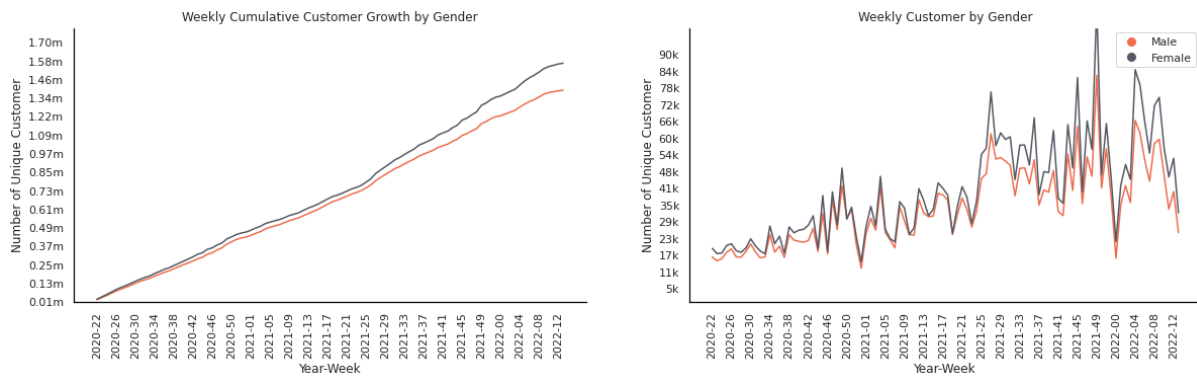 Weekly Cumulative Customer Growth by Gender
1.70m
1.58m
1.46m
1.34m
1.22m
1.09m
0.97m
0.85m
0.73m
0.61m
0.49m
0.37m
0.25m
0.13m
0.01m
Number of Unique Customer
2020-22
2020-26
2020-30
2020-34
2020-38
2020-42
2020-46
2020-50
2021-01
2021-05
2021-09
2021-13
2021-17
2021-21
2021-25
2021-29
2021-33
2021-37
2021-41
2021-45
2021-49
2022-00
2022-04
2022-08
2022-12
Year-Week
Weekly Customer by Gender
Male
Female
90k
84k
78k
72k
66k
60k
54k
48k
41k
35k
29k
23k
17k
11k
5k
Number of Unique Customer
2020-22
2020-26
2020-30
2020-34
2020-38
2020-42
2020-46
2020-50
2021-01
2021-05
2021-09
2021-13
2021-17
2021-21
2021-25
2021-29
2021-33
2021-37
2021-41
2021-45
2021-49
2022-00
2022-04
2022-08
2022-12
Year-Week